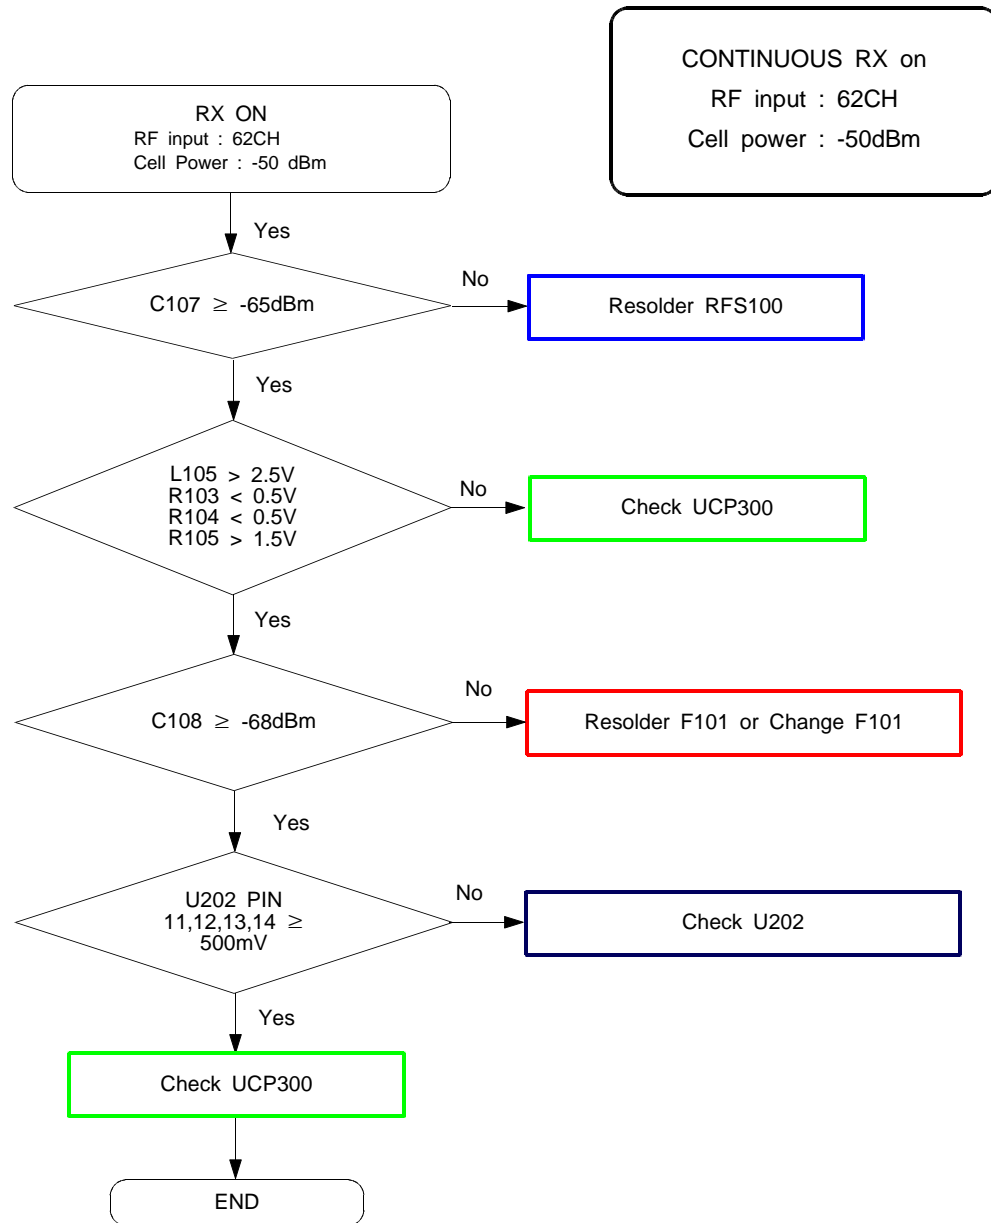 CONTINUOUS RX on
RF input : 62CH
Cell power : -50dBm
RX ON
RF input : 62CH
Cell Power : -50 dBm
Yes
C107 ≥ -65dBm
No
Resolder RFS100
Yes
L105 > 2.5V
R103 < 0.5V
R104 < 0.5V
R105 > 1.5V
No
Check UCP300
Yes
C108 ≥ -68dBm
No
Resolder F101 or Change F101
Yes
U202 PIN
11,12,13,14 ≥
500mV
No
Check U202
Yes
Check UCP300
END